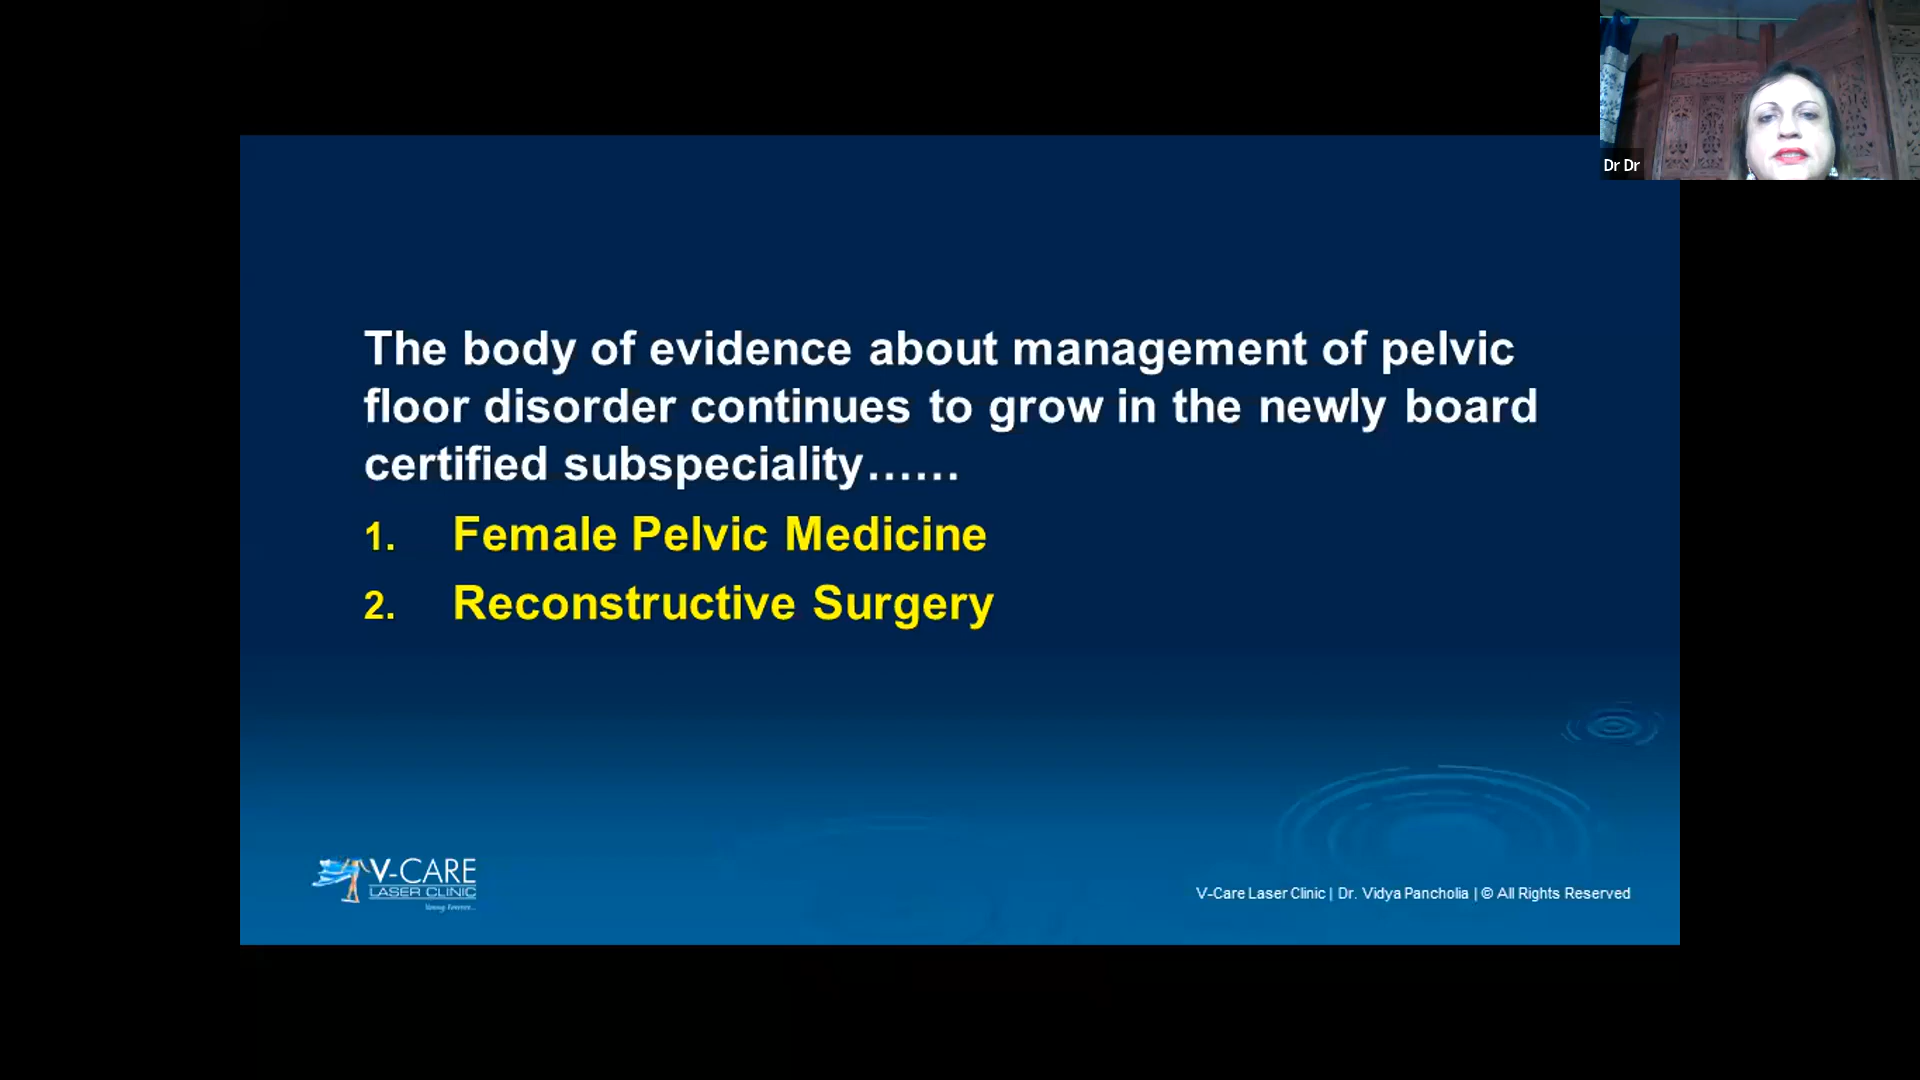 Dr Dr
The body of evidence about management of pelvic
floor disorder continues to grow in the newly board
certified subspeciality......
1. Female Pelvic Medicine
2. Reconstructive Surgery
V-CARE
LASER CLINIC
Young Forever...
V-Care Laser Clinic | Dr. Vidya Pancholia | © All Rights Reserved